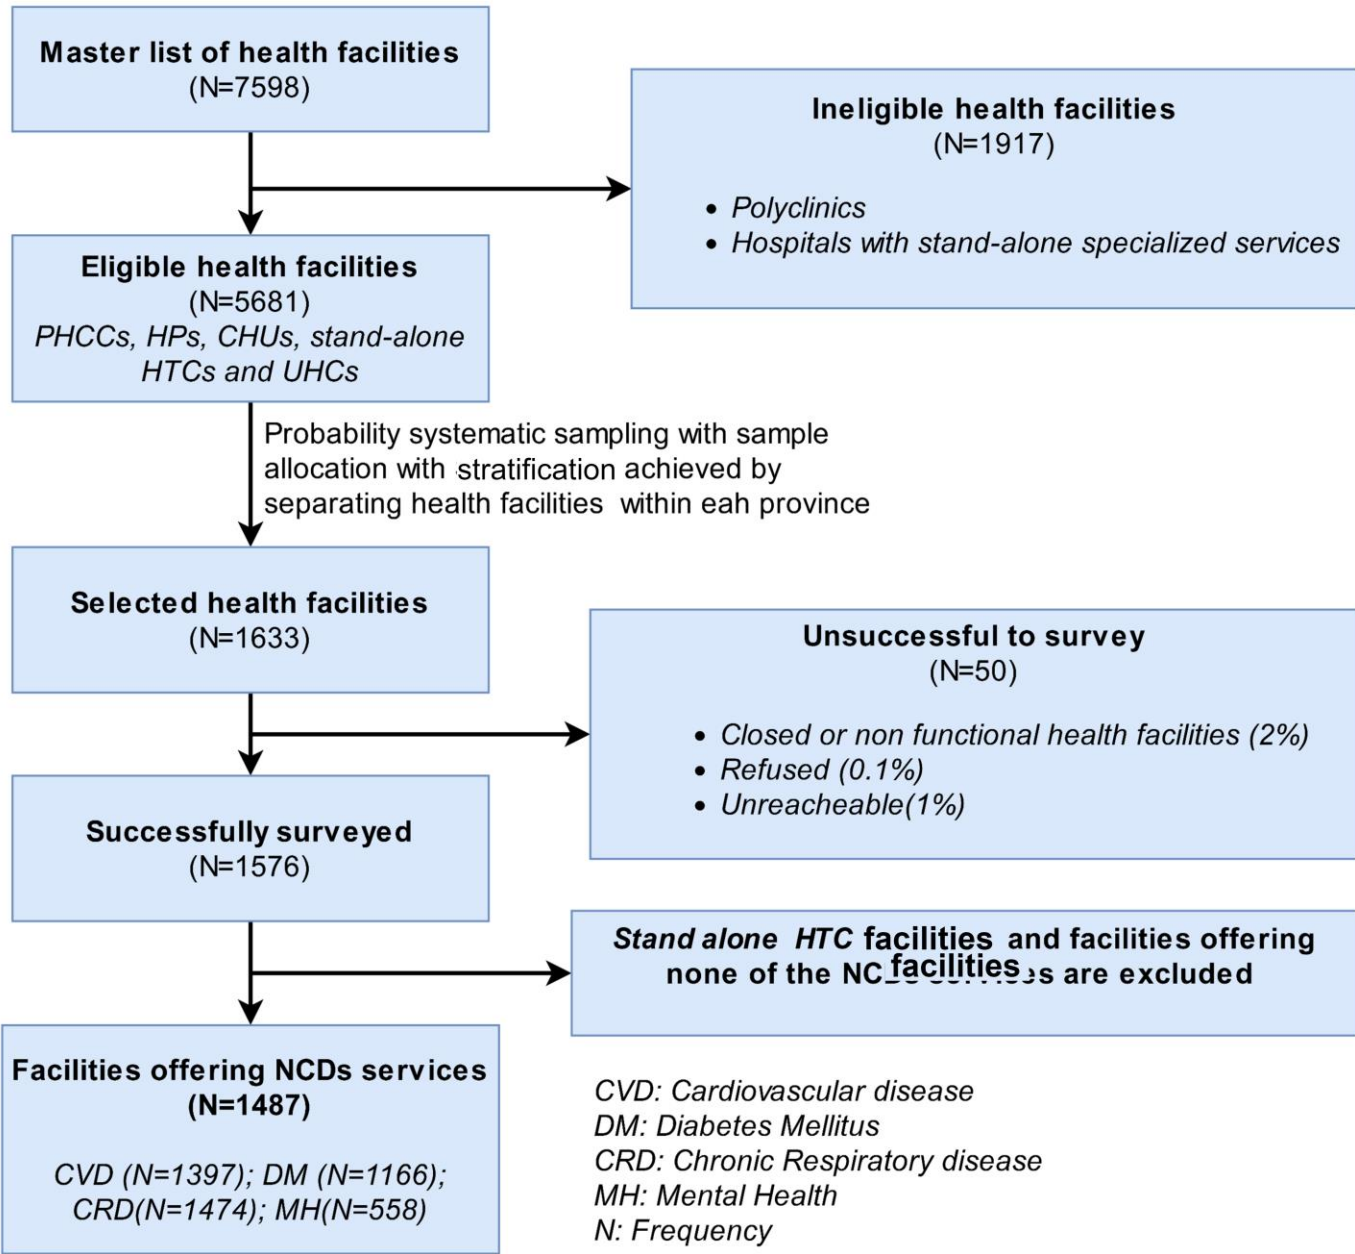 Master list of health facilities
(N=7598)
Ineligible health facilities
(N=1917)
• Polyclinics
• Hospitals with stand-alone specialized services
Eligible health facilities
(N=5681)
PHCCs, HPs, CHUs, stand-alone
HTCs and UHCs
Probability systematic sampling with sample
allocation with stratification achieved by
separating health facilities within eah province
Selected health facilities
(N=1633)
Unsuccessful to survey
(N=50)
• Closed or non functional health facilities (2%)
• Refused (0.1%)
• Unreacheable(1%)
Successfully surveyed
(N=1576)
Stand alone HTC facilities and facilities offering
none of the facilities are excluded
Facilities offering NCDs services
(N=1487)
CVD (N=1397); DM (N=1166);
CRD(N=1474); MH(N=558)
CVD: Cardiovascular disease
DM: Diabetes Mellitus
CRD: Chronic Respiratory disease
MH: Mental Health
N: Frequency